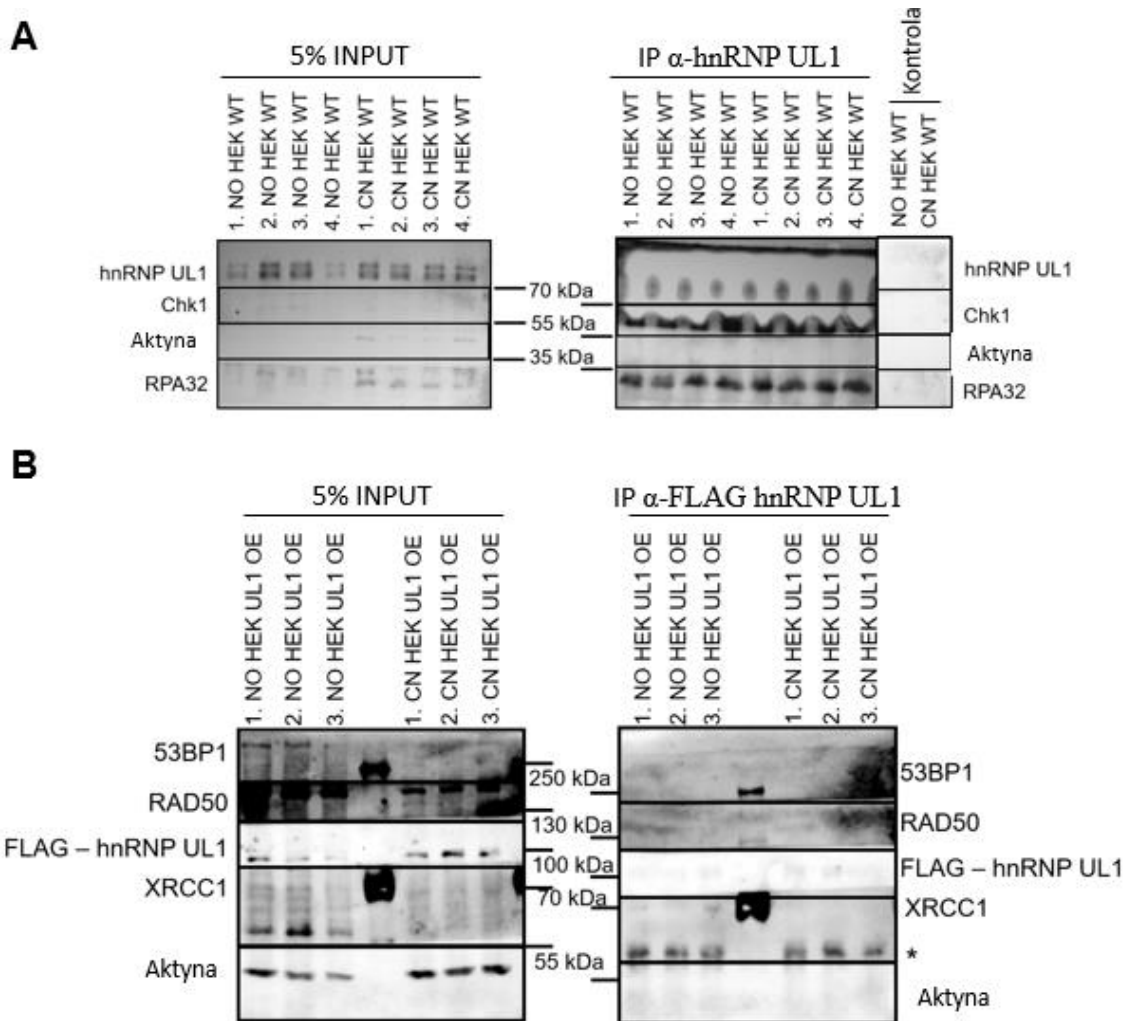 A
5% INPUT
IP α-hnRNP UL1
Kontrola
1. NO HEK WT
2. NO HEK WT
3. NO HEK WT
4. NO HEK WT
1. CN HEK WT
2. CN HEK WT
3. CN HEK WT
4. CN HEK WT
1. NO HEK WT
2. NO HEK WT
3. NO HEK WT
4. NO HEK WT
1. CN HEK WT
2. CN HEK WT
3. CN HEK WT
4. CN HEK WT
NO HEK WT
CN HEK WT
hnRNP UL1
Chk1
Aktyna
RPA32
70 kDa
55 kDa
35 kDa
hnRNP UL1
Chk1
Aktyna
RPA32
B
5% INPUT
IP α-FLAG hnRNP UL1
1. NO HEK UL1 OE
2. NO HEK UL1 OE
3. NO HEK UL1 OE
1. CN HEK UL1 OE
2. CN HEK UL1 OE
3. CN HEK UL1 OE
1. NO HEK UL1 OE
2. NO HEK UL1 OE
3. NO HEK UL1 OE
1. CN HEK UL1 OE
2. CN HEK UL1 OE
3. CN HEK UL1 OE
53BP1
RAD50
FLAG – hnRNP UL1
XRCC1
Aktyna
250 kDa
130 kDa
100 kDa
70 kDa
55 kDa
53BP1
RAD50
FLAG – hnRNP UL1
XRCC1
*
Aktyna